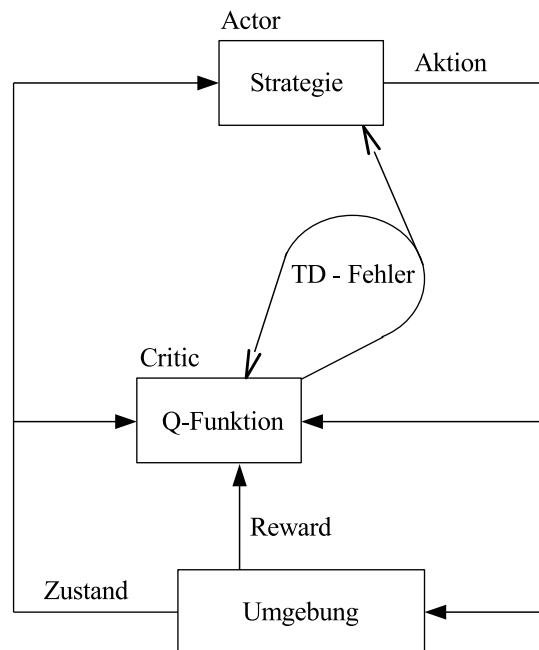 Actor
Strategie
Aktion
TD - Fehler
Critic
Q-Funktion
Reward
Zustand
Umgebung